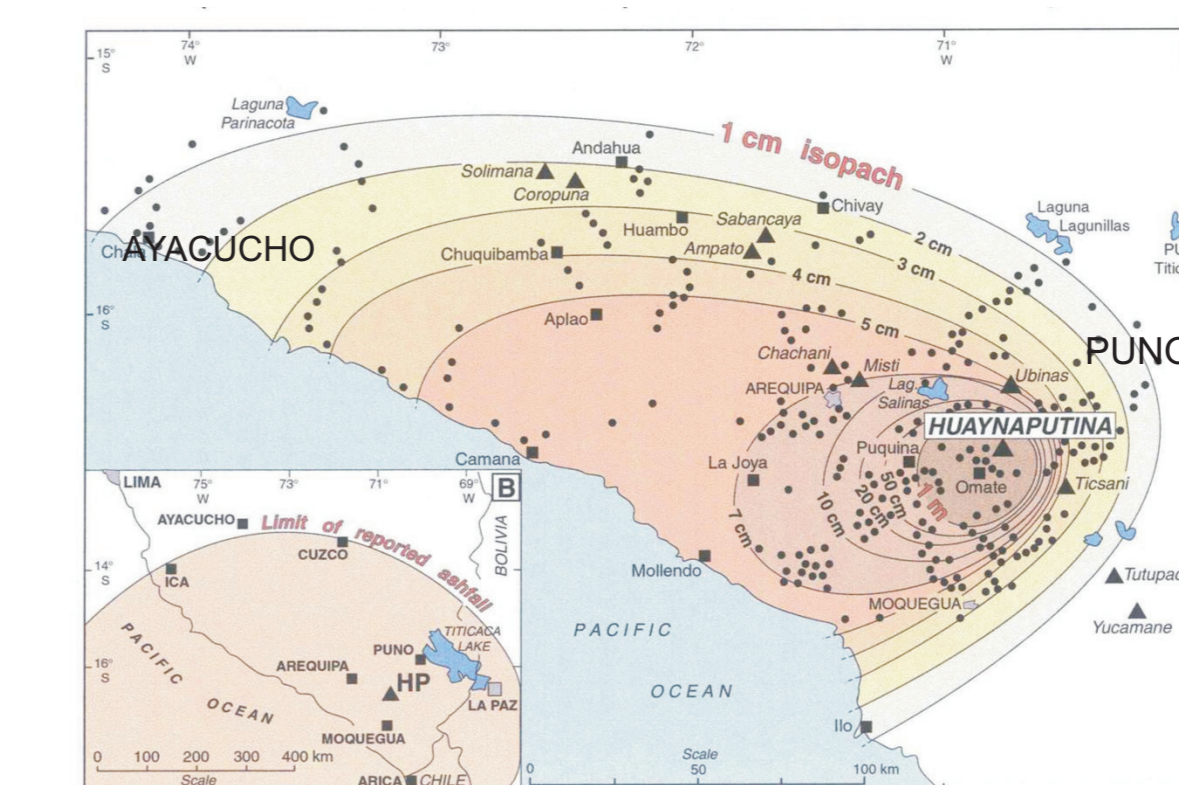 74°
W
73°
72°
W
71°
W
15°
S
Laguna
Parinacota
1 cm isopach
Andahua
Solimana
Coropuna
Chivay
Laguna
Lagunillas
Huambo
Sabancaya
2 cm
AYACUCHO
Chuquibamba
Ampato
3 cm
4 cm
16°
S
Aplao
5 cm
PUNO
Chachani
Misti
Ubinas
AREQUIPA
Lag.
Salinas
HUAYNAPUTINA
Puquina
Camana
La Joya
Omate
Ticsani
7 cm
10 cm
20 cm
50 cm
1 m
Mollendo
MOQUEGUA
Yucamane
PACIFIC
OCEAN
Ilo
Scale
0 50 100 km
LIMA
75°
W
73°
71°
69°
W
B
AYACUCHO
Limit of reported ashfall
CUZCO
BOLIVIA
14°
S
ICA
PACIFIC
OCEAN
TITICACA
LAKE
PUNO
16°
S
AREQUIPA
HP
LA PAZ
MOQUEGUA
0 100 200 300 400 km
Scale
ARICA
CHILE